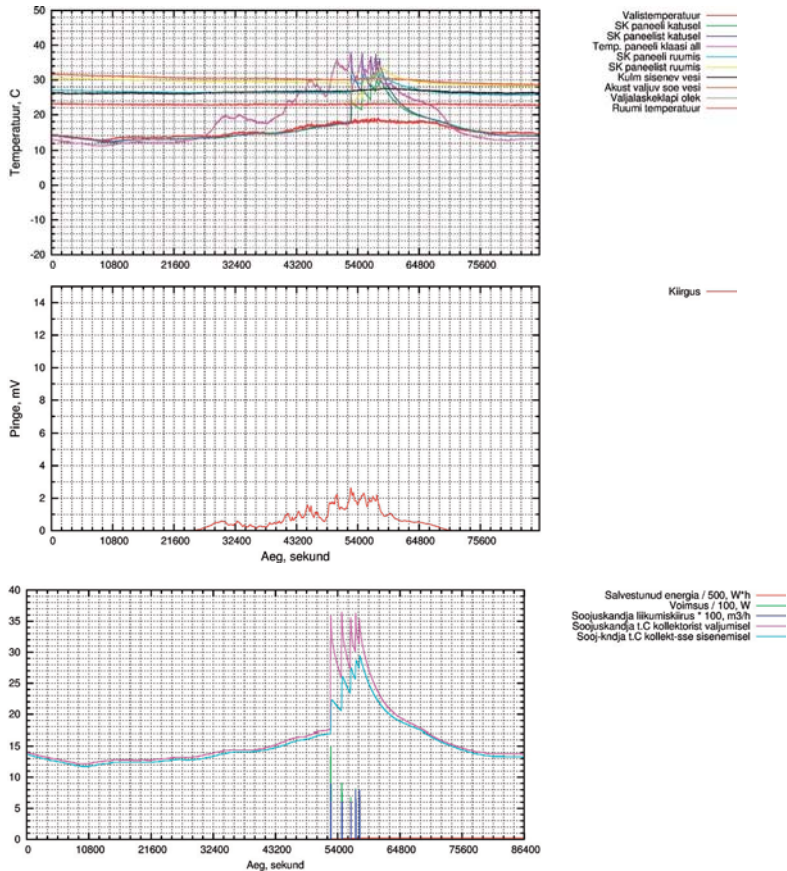 50
40
30
20
10
0
-10
-20
Temperatuur, C
0 10800 21600 32400 43200 54000 64800 75600
Valistemperatuur
SK paneeli katusel
SK paneelist katusel
Temp. paneeli klaasi all
SK paneeli ruumis
SK paneelist ruumis
Kulm sisenev vesi
Akust valjuv soe vesi
Valjalaskeklapi olek
Ruumi temperatuur
14
12
10
8
6
4
2
0
Pinge, mV
0 10800 21600 32400 43200 54000 64800 75600
Aeg, sekund
Kiirgus
40
35
30
25
20
15
10
5
0
0 10800 21600 32400 43200 54000 64800 75600 86400
Aeg, sekund
Salvestunud energia / 500, W*h
Voimsus / 100, W
Soojuskandja liikumiskiirus * 100, m3/h
Soojuskandja t.C kollektorist valjumisel
Sooj-kndja t.C kollekt-sse sisenemisel